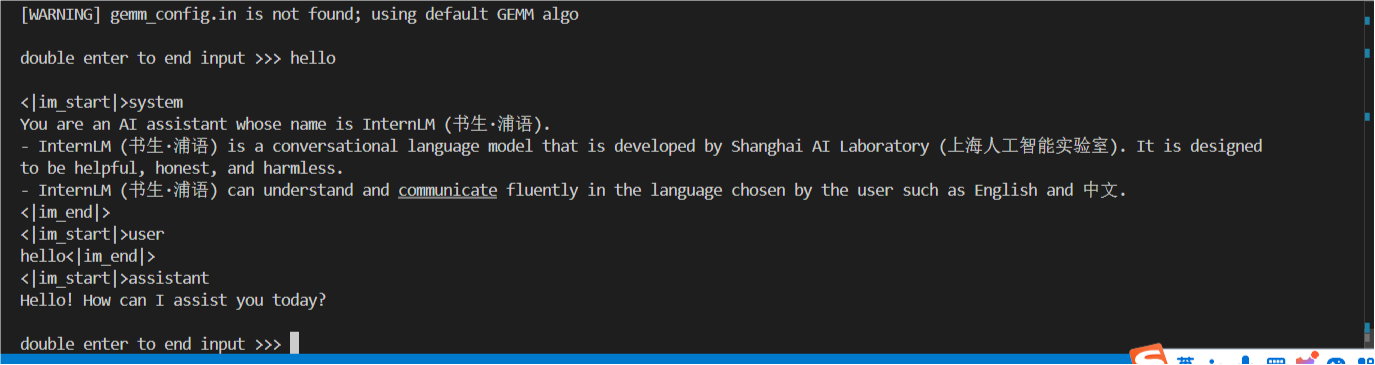 [WARNING] gemm_config.in is not found; using default GEMM algo
double enter to end input >>> hello
<|im_start|>system
You are an AI assistant whose name is InternLM (书生·浦语).
- InternLM (书生·浦语) is a conversational language model that is developed by Shanghai AI Laboratory (上海人工智能实验室). It is designed
to be helpful, honest, and harmless.
- InternLM (书生·浦语) can understand and communicate fluently in the language chosen by the user such as English and 中文.
<|im_end|>
<|im_start|>user
hello<|im_end|>
<|im_start|>assistant
Hello! How can I assist you today?
double enter to end input >>>